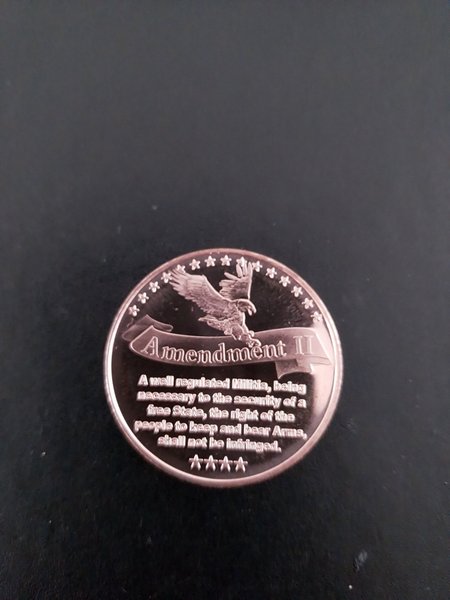 Amendment II
A well regulated Militia, being
necessary to the security of a
free State, the right of the
people to keep and bear Arms,
shall not be infringed.